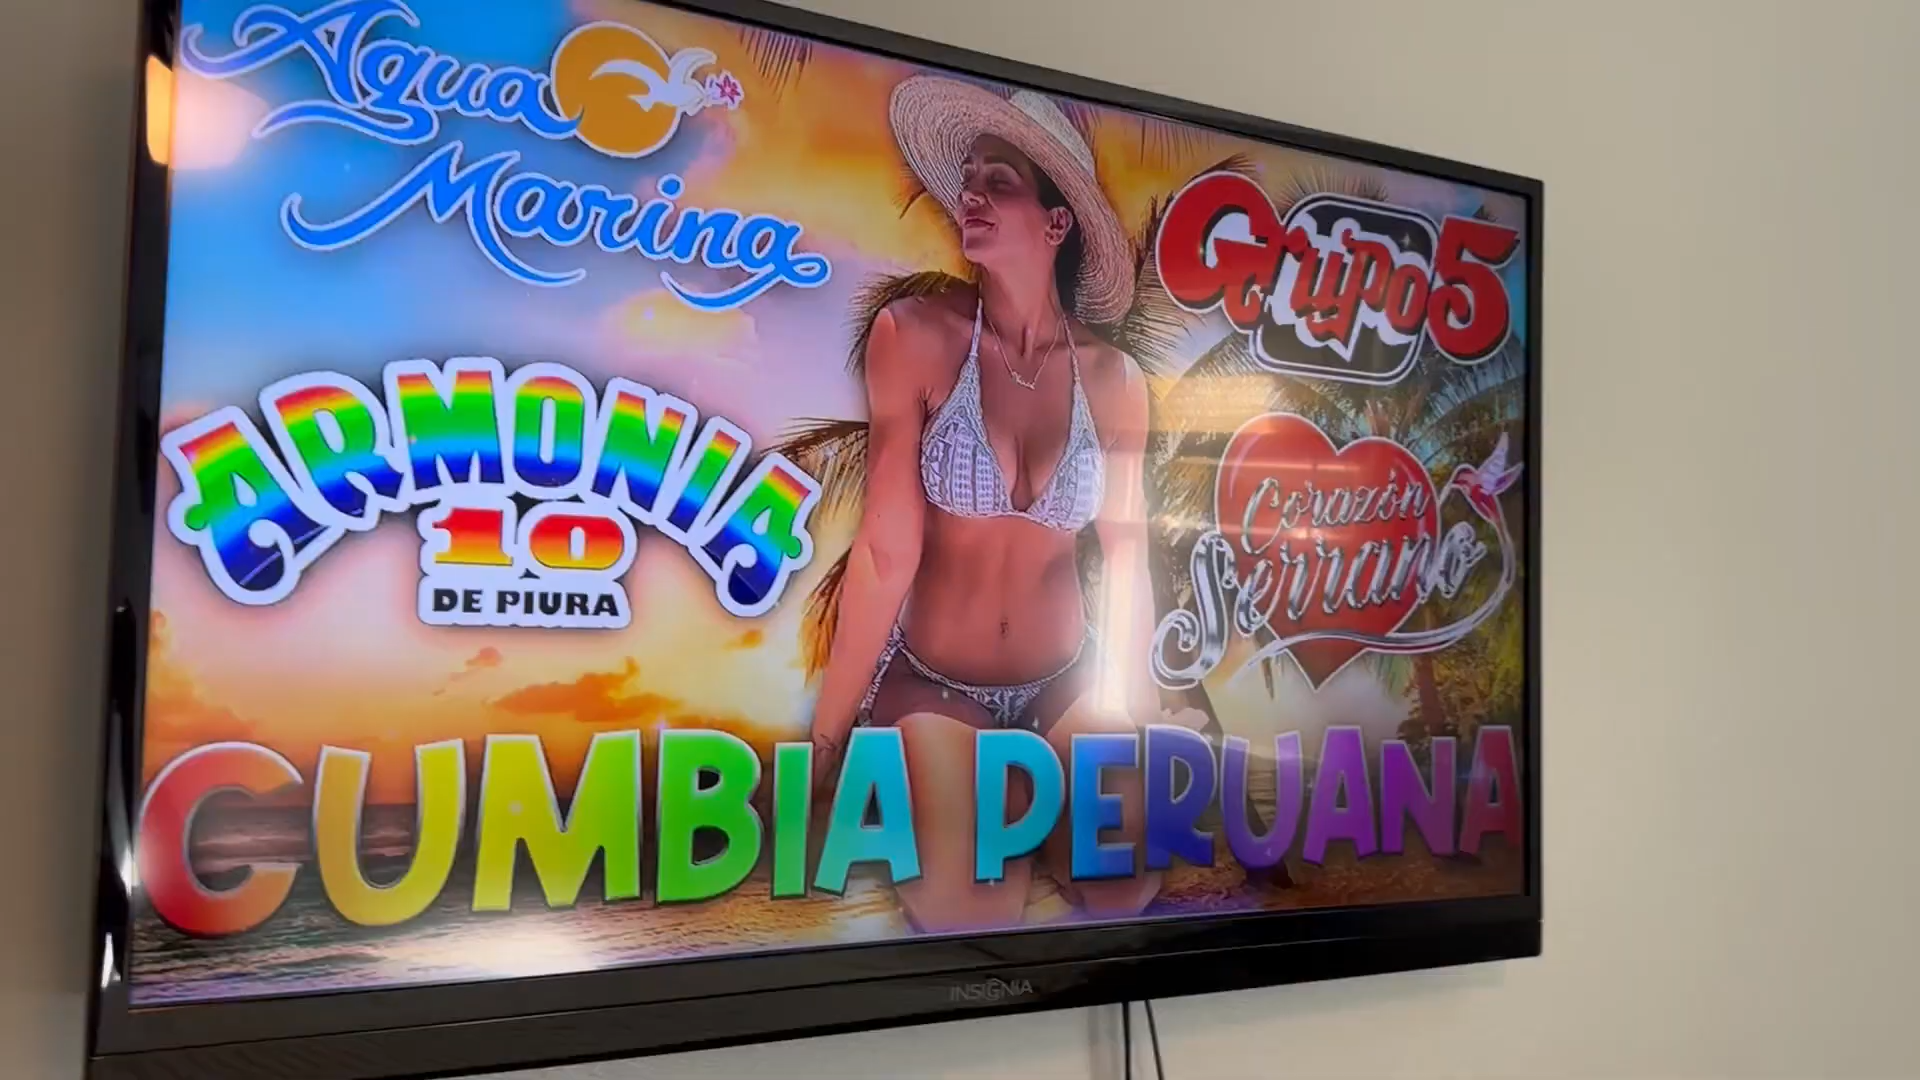 Agua
Marina
Grupo5
ARMONIA
10
DE PIURA
Corazón
Serrano
CUMBIA PERUANA
INSIGNIA